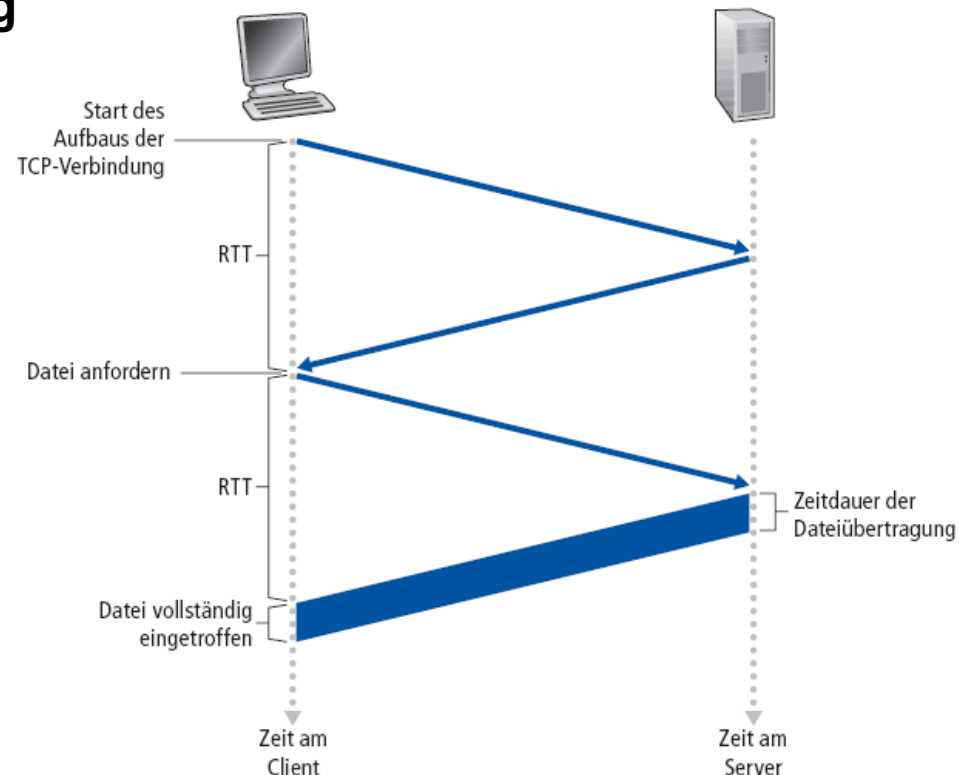 g
Start des
Aufbaus der
TCP-Verbindung
RTT
Datei anfordern
RTT
Zeitdauer der
Dateiübertragung
Datei vollständig
eingetroffen
Zeit am
Client
Zeit am
Server